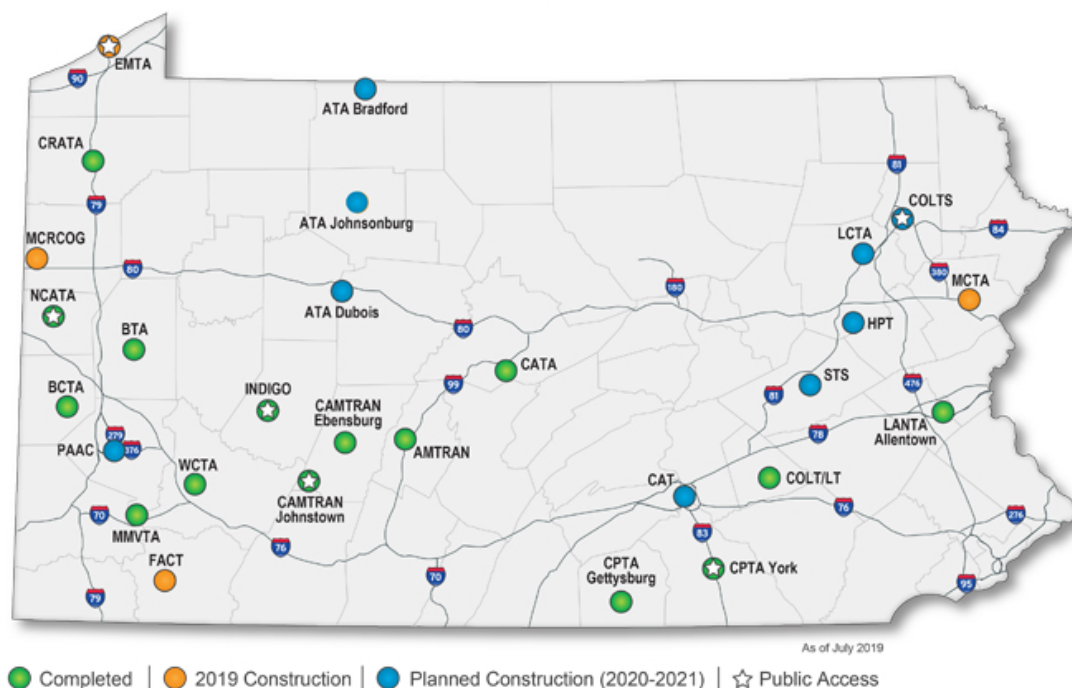 EMTA
90
ATA Bradford
CRATA
81
79
ATA Johnsonburg
COLTS
84
MCRCOG
LCTA
80
380
180
MCTA
NCATA
ATA Dubois
80
HPT
BTA
CATA
99
STS
476
BCTA
INDIGO
CAMTRAN
Ebensburg
81
LANTA
Allentown
279
376
PAAC
AMTRAN
78
WCTA
CAMTRAN
Johnstown
CAT
COLT/LT
70
MMVTA
76
276
83
76
FACT
70
CPTA
Gettysburg
CPTA York
79
95
As of July 2019
Completed
2019 Construction
Planned Construction (2020-2021)
Public Access